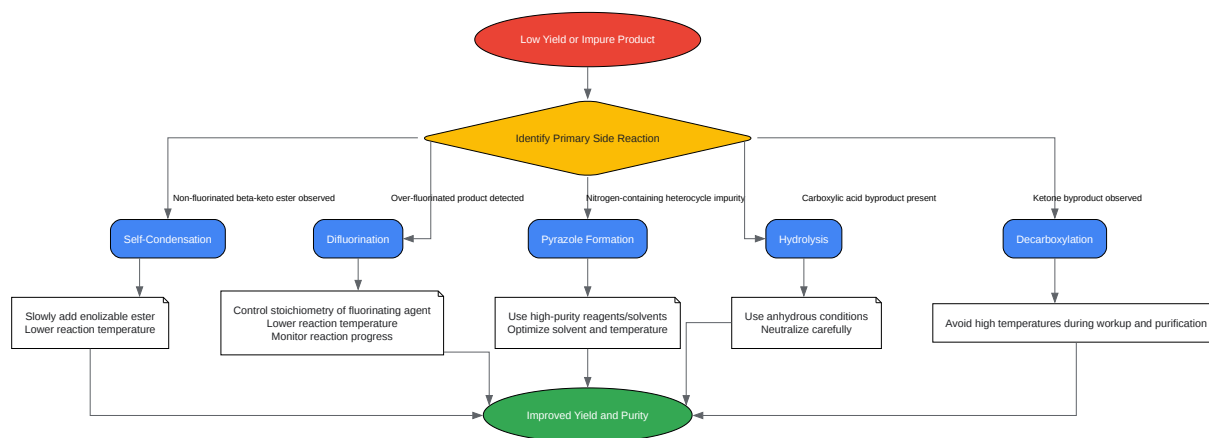 Low Yield or Impure Product
Identify Primary Side Reaction
Non-fluorinated beta-keto ester observed
Over-fluorinated product detected
Nitrogen-containing heterocycle impurity
Carboxylic acid byproduct present
Ketone byproduct observed
Self-Condensation
Difluorination
Pyrazole Formation
Hydrolysis
Decarboxylation
Slowly add enolizable ester
Lower reaction temperature
Control stoichiometry of fluorinating agent
Lower reaction temperature
Monitor reaction progress
Use high-purity reagents/solvents
Optimize solvent and temperature
Use anhydrous conditions
Neutralize carefully
Avoid high temperatures during workup and purification
Improved Yield and Purity